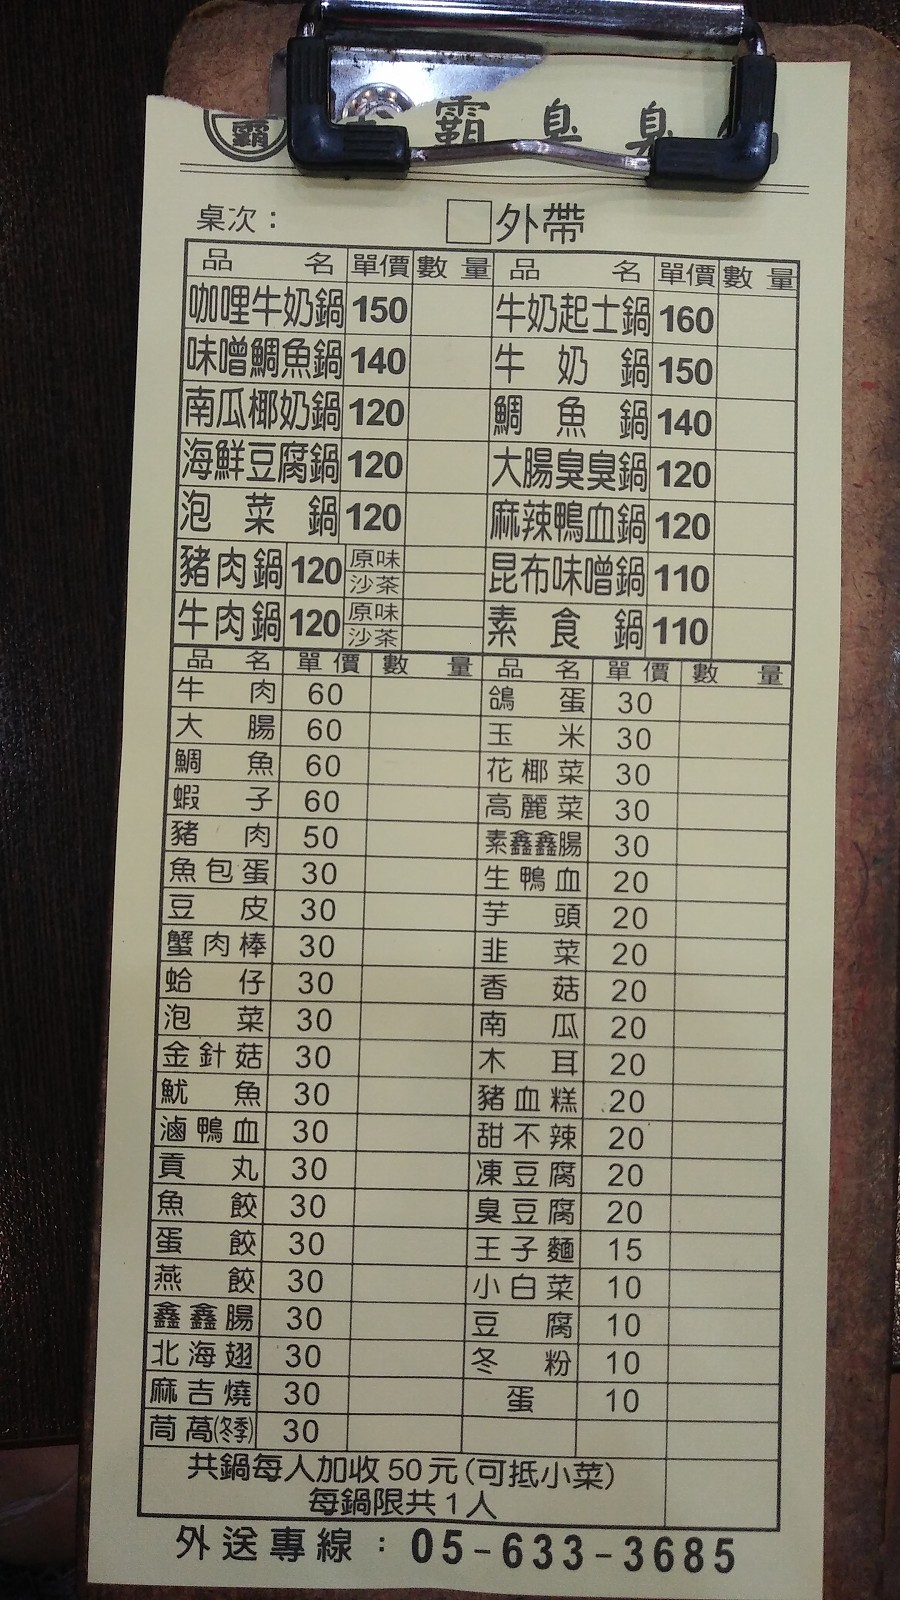 霸 霸 臭 臭
桌次： □外帶
品名 單價 數量 品名 單價 數量
咖哩牛奶鍋 150 牛奶起士鍋 160
味噌鯛魚鍋 140 牛奶鍋 150
南瓜椰奶鍋 120 鯛魚鍋 140
海鮮豆腐鍋 120 大腸臭臭鍋 120
泡菜鍋 120 麻辣鴨血鍋 120
豬肉鍋 120 原味 沙茶 昆布味噌鍋 110
牛肉鍋 120 原味 沙茶 素食鍋 110
品名 單價 數量 品名 單價 數量
牛肉 60 鴿蛋 30
大腸 60 玉米 30
鯛魚 60 花椰菜 30
蝦子 60 高麗菜 30
豬肉 50 素鑫鑫腸 30
魚包蛋 30 生鴨血 20
豆皮 30 芋頭 20
蟹肉棒 30 韭菜 20
蛤仔 30 香菇 20
泡菜 30 南瓜 20
金針菇 30 木耳 20
魷魚 30 豬血糕 20
滷鴨血 30 甜不辣 20
貢丸 30 凍豆腐 20
魚餃 30 臭豆腐 20
蛋餃 30 王子麵 15
燕餃 30 小白菜 10
鑫鑫腸 30 豆腐 10
北海翅 30 冬粉 10
麻吉燒 30 蛋 10
茼萵(冬季) 30
共鍋每人加收50元(可抵小菜)
每鍋限共1人
外送專線：05-633-3685